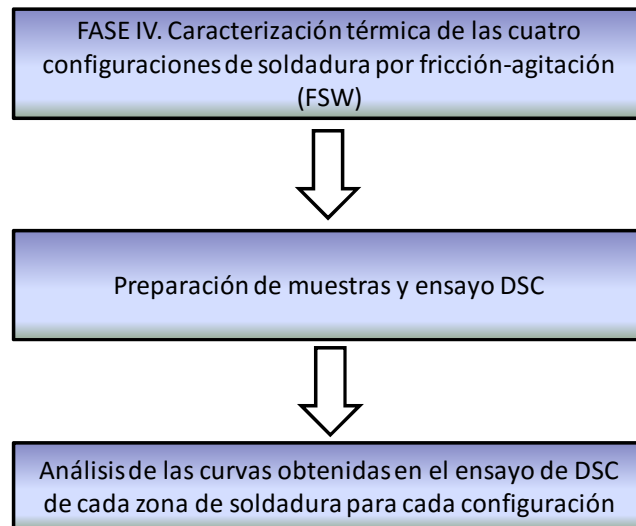 FASE IV. Caracterización térmica de las cuatro
configuraciones de soldadura por fricción-agitación
(FSW)
Preparación de muestras y ensayo DSC
Análisis de las curvas obtenidas en el ensayo de DSC
de cada zona de soldadura para cada configuración